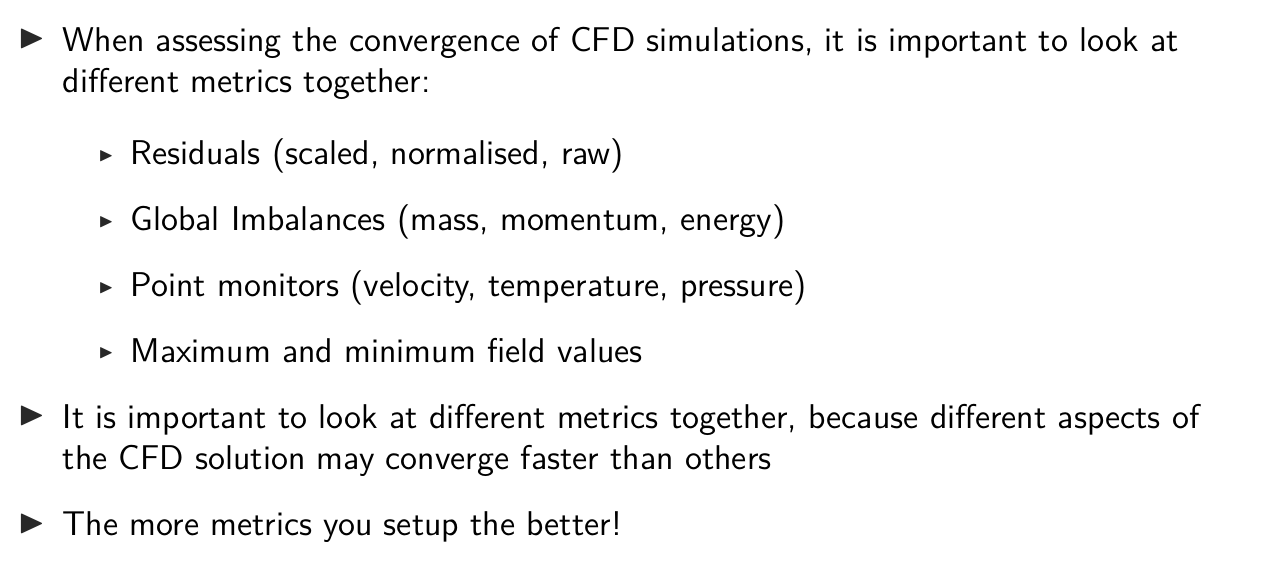 ► When assessing the convergence of CFD simulations, it is important to look at
different metrics together:
► Residuals (scaled, normalised, raw)
► Global Imbalances (mass, momentum, energy)
► Point monitors (velocity, temperature, pressure)
► Maximum and minimum field values
► It is important to look at different metrics together, because different aspects of
the CFD solution may converge faster than others
► The more metrics you setup the better!